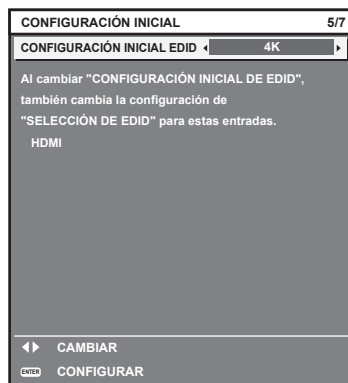 CONFIGURACIÓN INICIAL 5/7
CONFIGURACIÓN INICIAL EDID 4K
Al cambiar "CONFIGURACIÓN INICIAL DE EDID",
también cambia la configuración de
"SELECCIÓN DE EDID" para estas entradas.
HDMI
CAMBIAR
ENTER CONFIGURAR